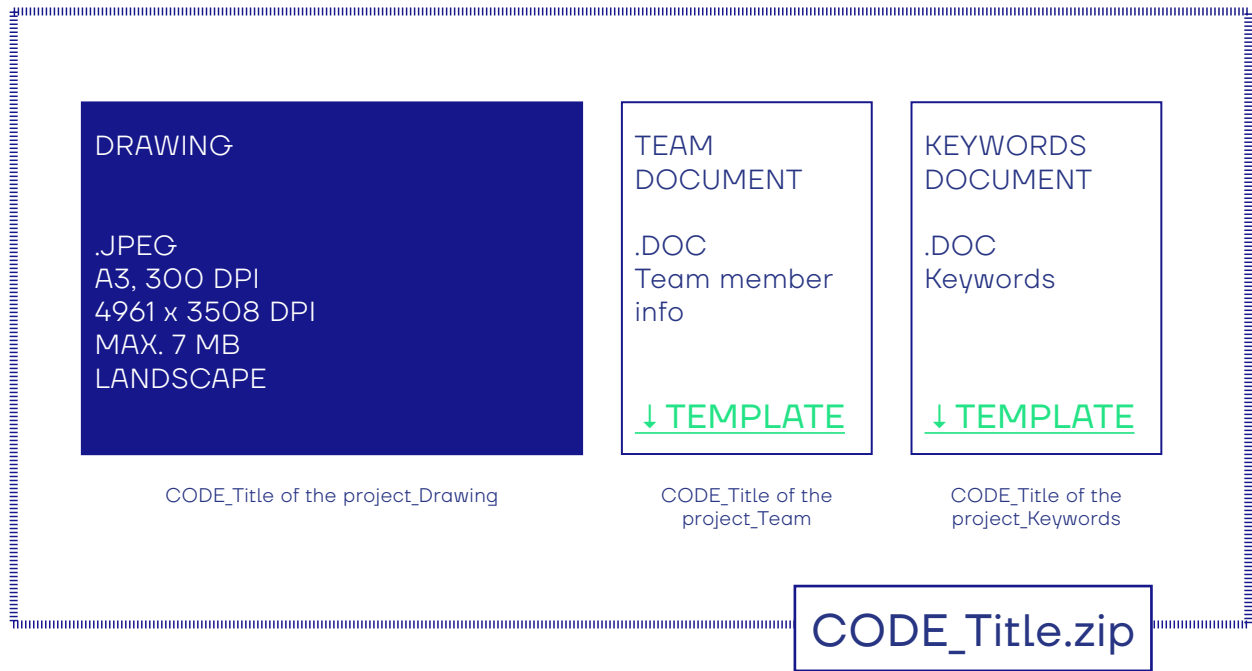 DRAWING
.JPEG
A3, 300 DPI
4961 x 3508 DPI
MAX. 7 MB
LANDSCAPE
CODE_Title of the project_Drawing
TEAM
DOCUMENT
.DOC
Team member
info
↓ TEMPLATE
CODE_Title of the
project_Team
KEYWORDS
DOCUMENT
.DOC
Keywords
↓ TEMPLATE
CODE_Title of the
project_Keywords
CODE_Title.zip